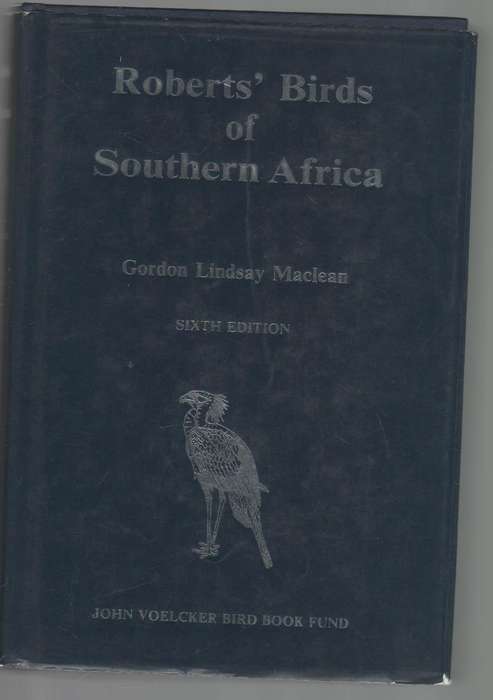 Roberts' Birds
of
Southern Africa
Gordon Lindsay Maclean
SIXTH EDITION
JOHN VOELCKER BIRD BOOK FUND